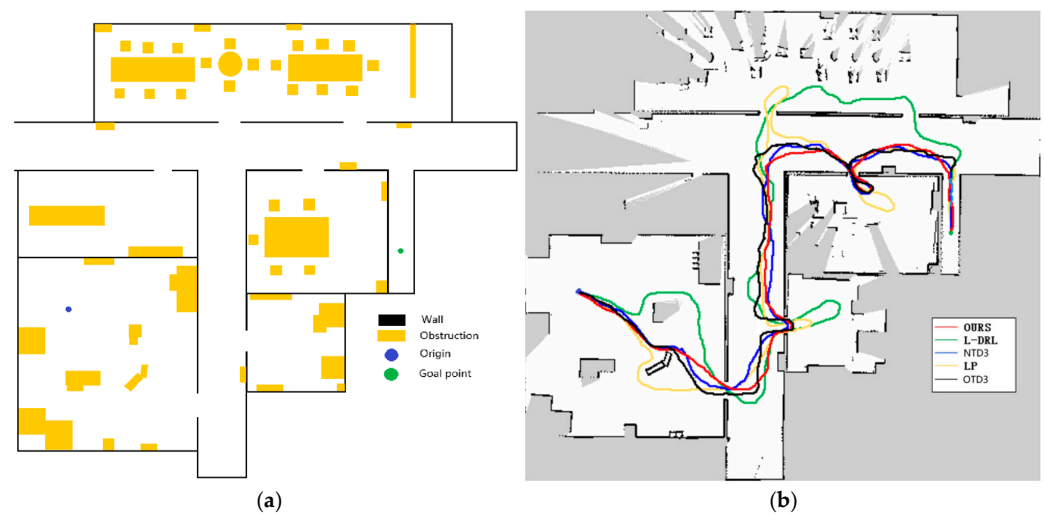 Wall
Obstruction
Origin
Goal point
OURS
L-DRL
NTD3
LP
OTD3
(a)
(b)